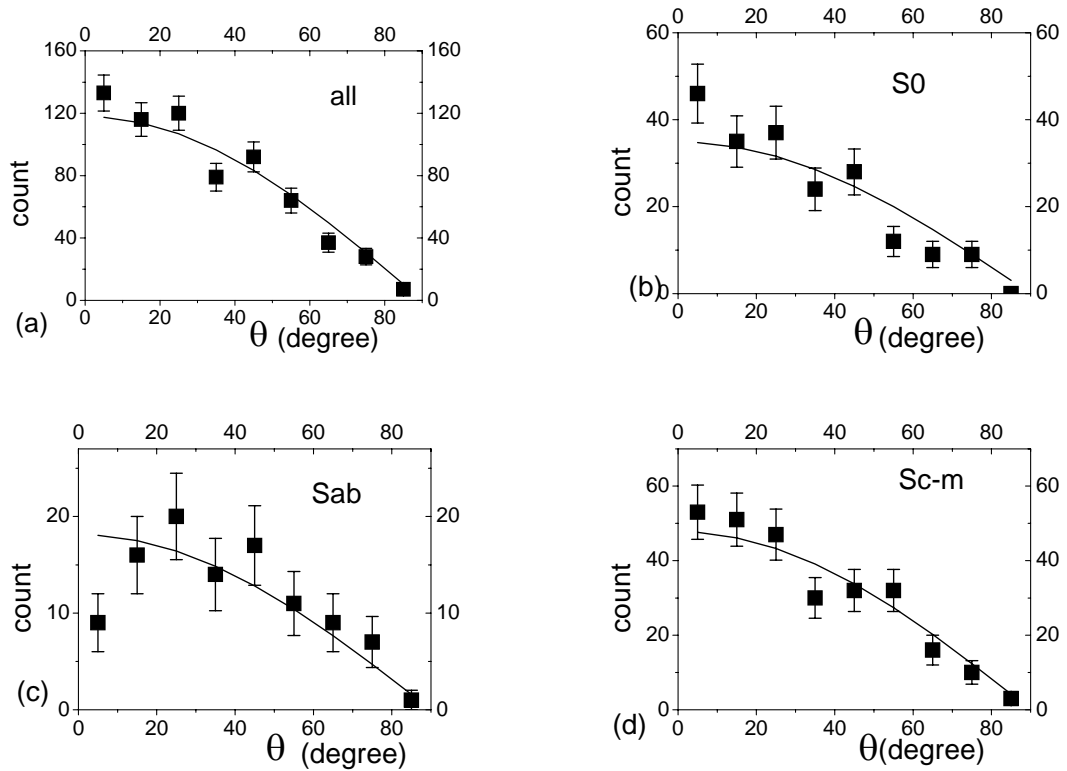 0 20 40 60 80
160 160
120 120
80 80
40 40
0 0
0 20 40 60 80
all
count
θ (degree)
(a)
0 20 40 60 80
60 60
40 40
20 20
0 0
0 20 40 60 80
S0
count
θ (degree)
(b)
0 20 40 60 80
20 20
10 10
0 0
0 20 40 60 80
Sab
count
θ (degree)
(c)
0 20 40 60 80
60 60
40 40
20 20
0 0
0 20 40 60 80
Sc-m
count
θ(degree)
(d)